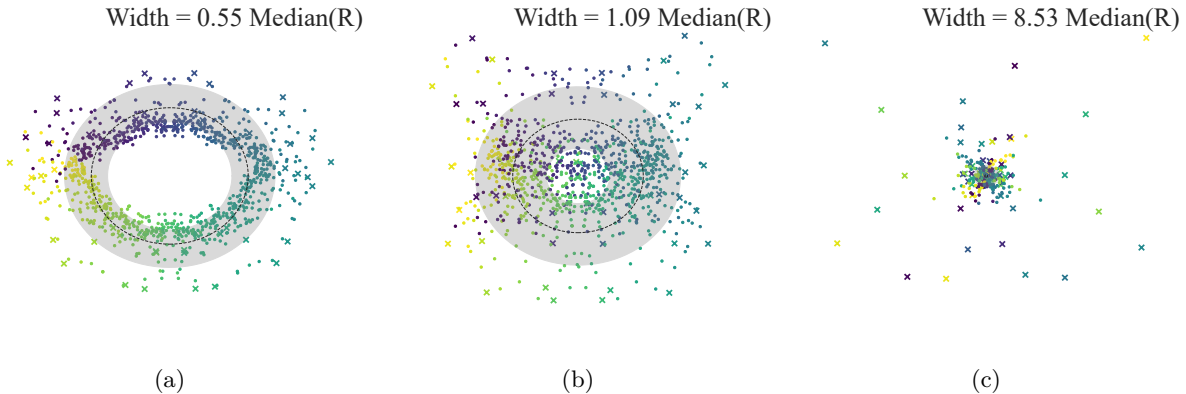 Width = 0.55 Median(R)
Width = 1.09 Median(R)
Width = 8.53 Median(R)
(a)
(b)
(c)